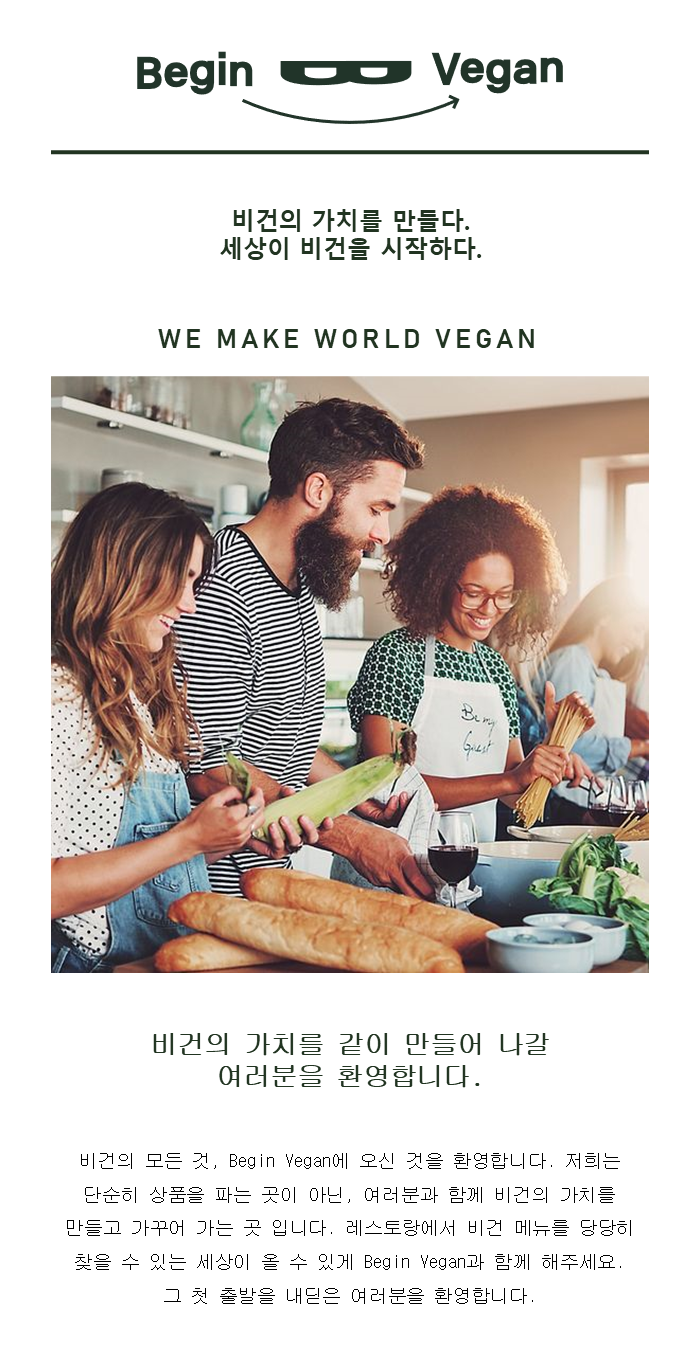 Begin Vegan
비건의 가치를 만들다.
세상이 비건을 시작하다.
WE MAKE WORLD VEGAN
Be my
Guest
비건의 가치를 같이 만들어 나갈
여러분을 환영합니다.
비건의 모든 것, Begin Vegan에 오신 것을 환영합니다. 저희는
단순히 상품을 파는 곳이 아닌, 여러분과 함께 비건의 가치를
만들고 가꾸어 가는 곳 입니다. 레스토랑에서 비건 메뉴를 당당히
찾을 수 있는 세상이 올 수 있게 Begin Vegan과 함께 해주세요.
그 첫 출발을 내딛은 여러분을 환영합니다.